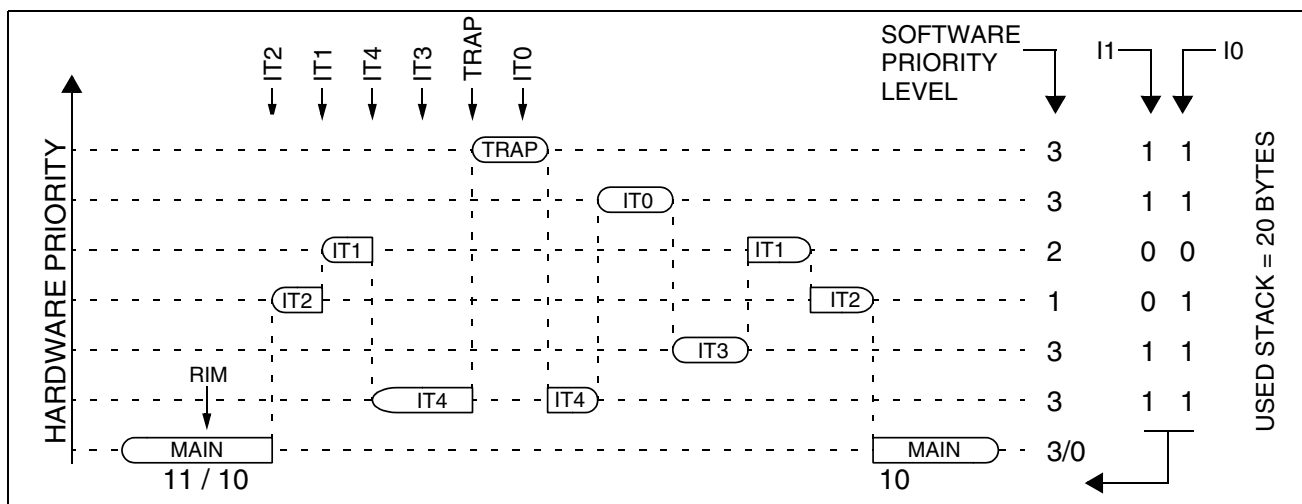 HARDWARE PRIORITY
IT2
IT1
IT4
IT3
TRAP
IT0
SOFTWARE
PRIORITY
LEVEL
I1
I0
TRAP 3 1 1
IT0 3 1 1
IT1 IT1 2 0 0
IT2 IT2 1 0 1
IT3 3 1 1
RIM
IT4 IT4 3 1 1
MAIN MAIN 3/0
11 / 10 10
USED STACK = 20 BYTES